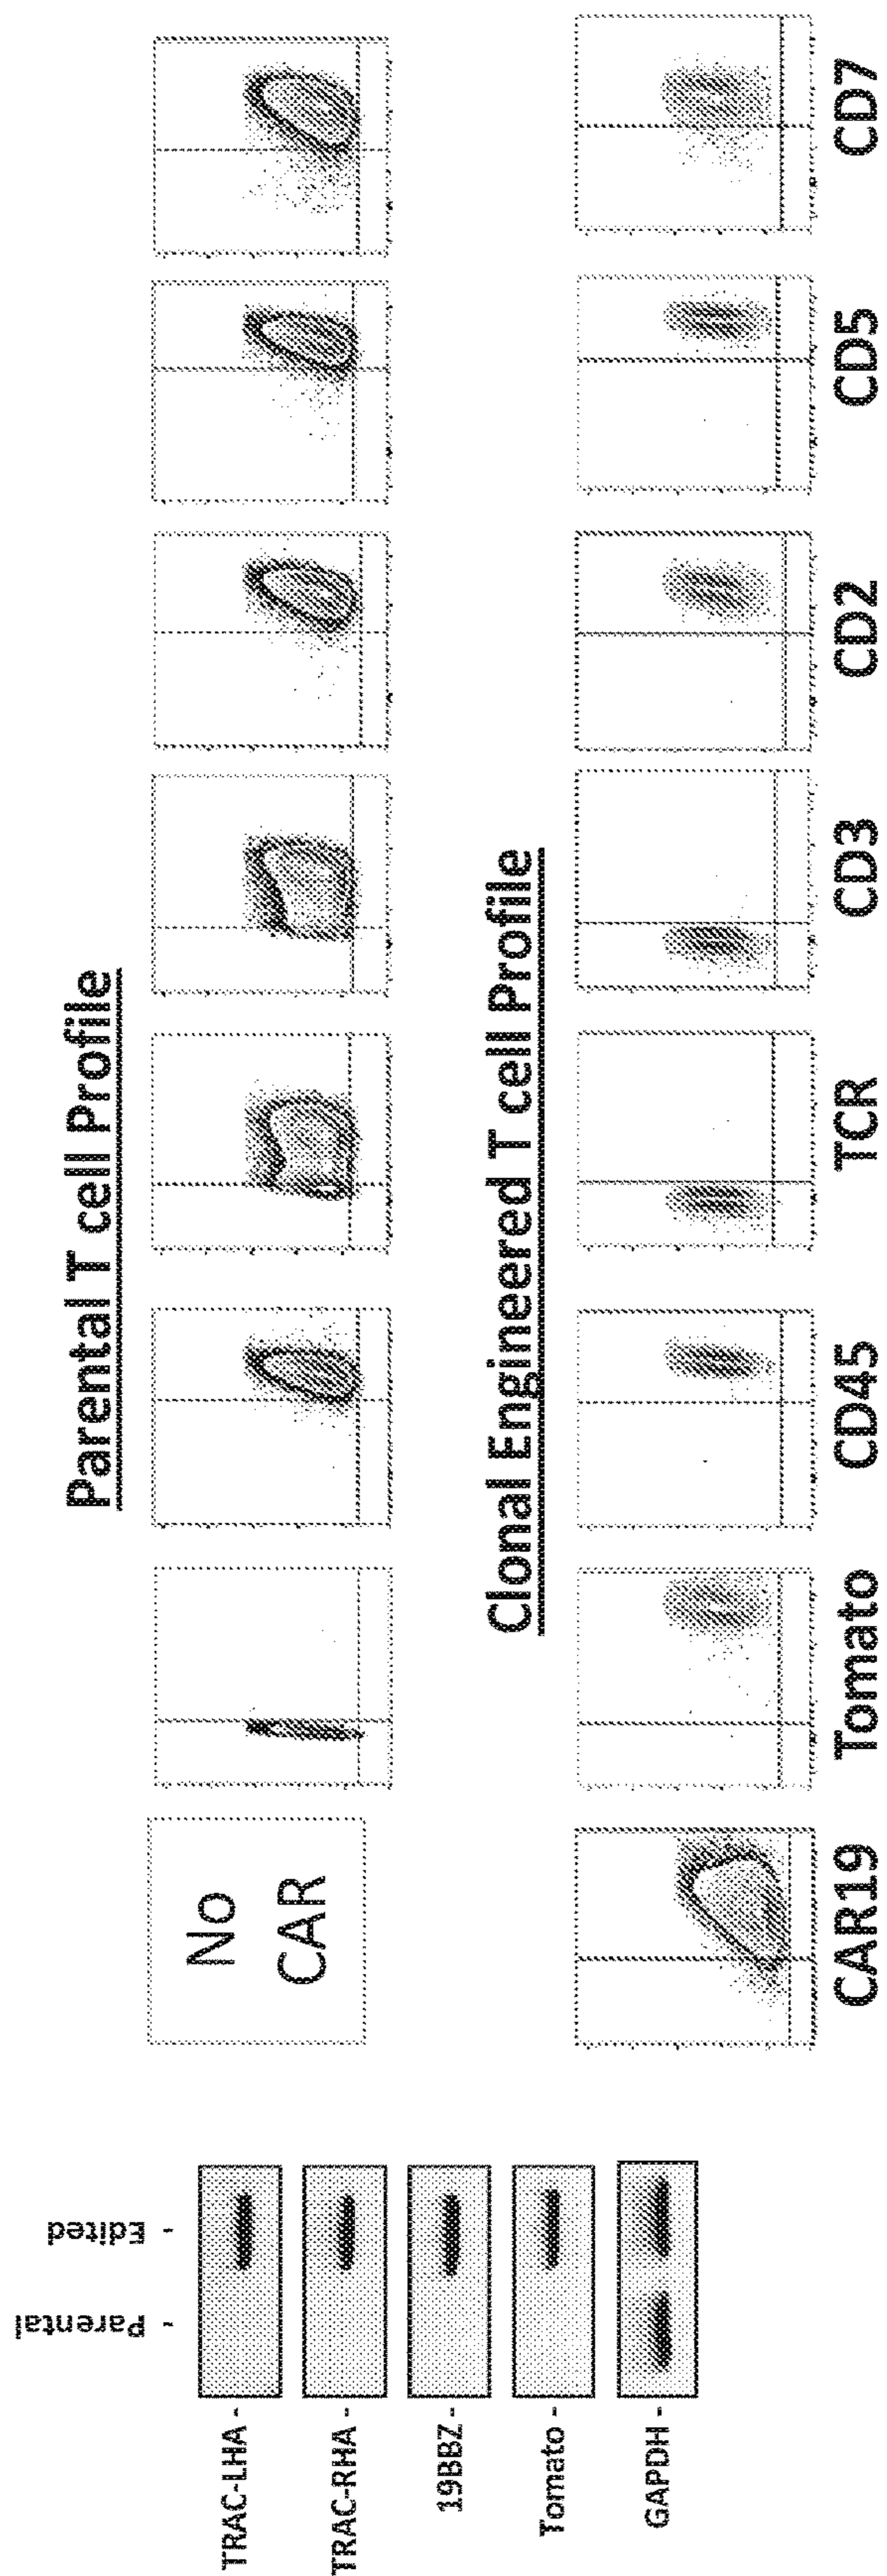 Parental
Edited
TRAC-LHA -
TRAC-RHA -
19BBZ -
Tomato -
GAPDH -
Parental T cell Profile
No
CAR
Clonal Engineered T cell Profile
CAR19
Tomato
CD45
TCR
CD3
CD2
CD5
CD7